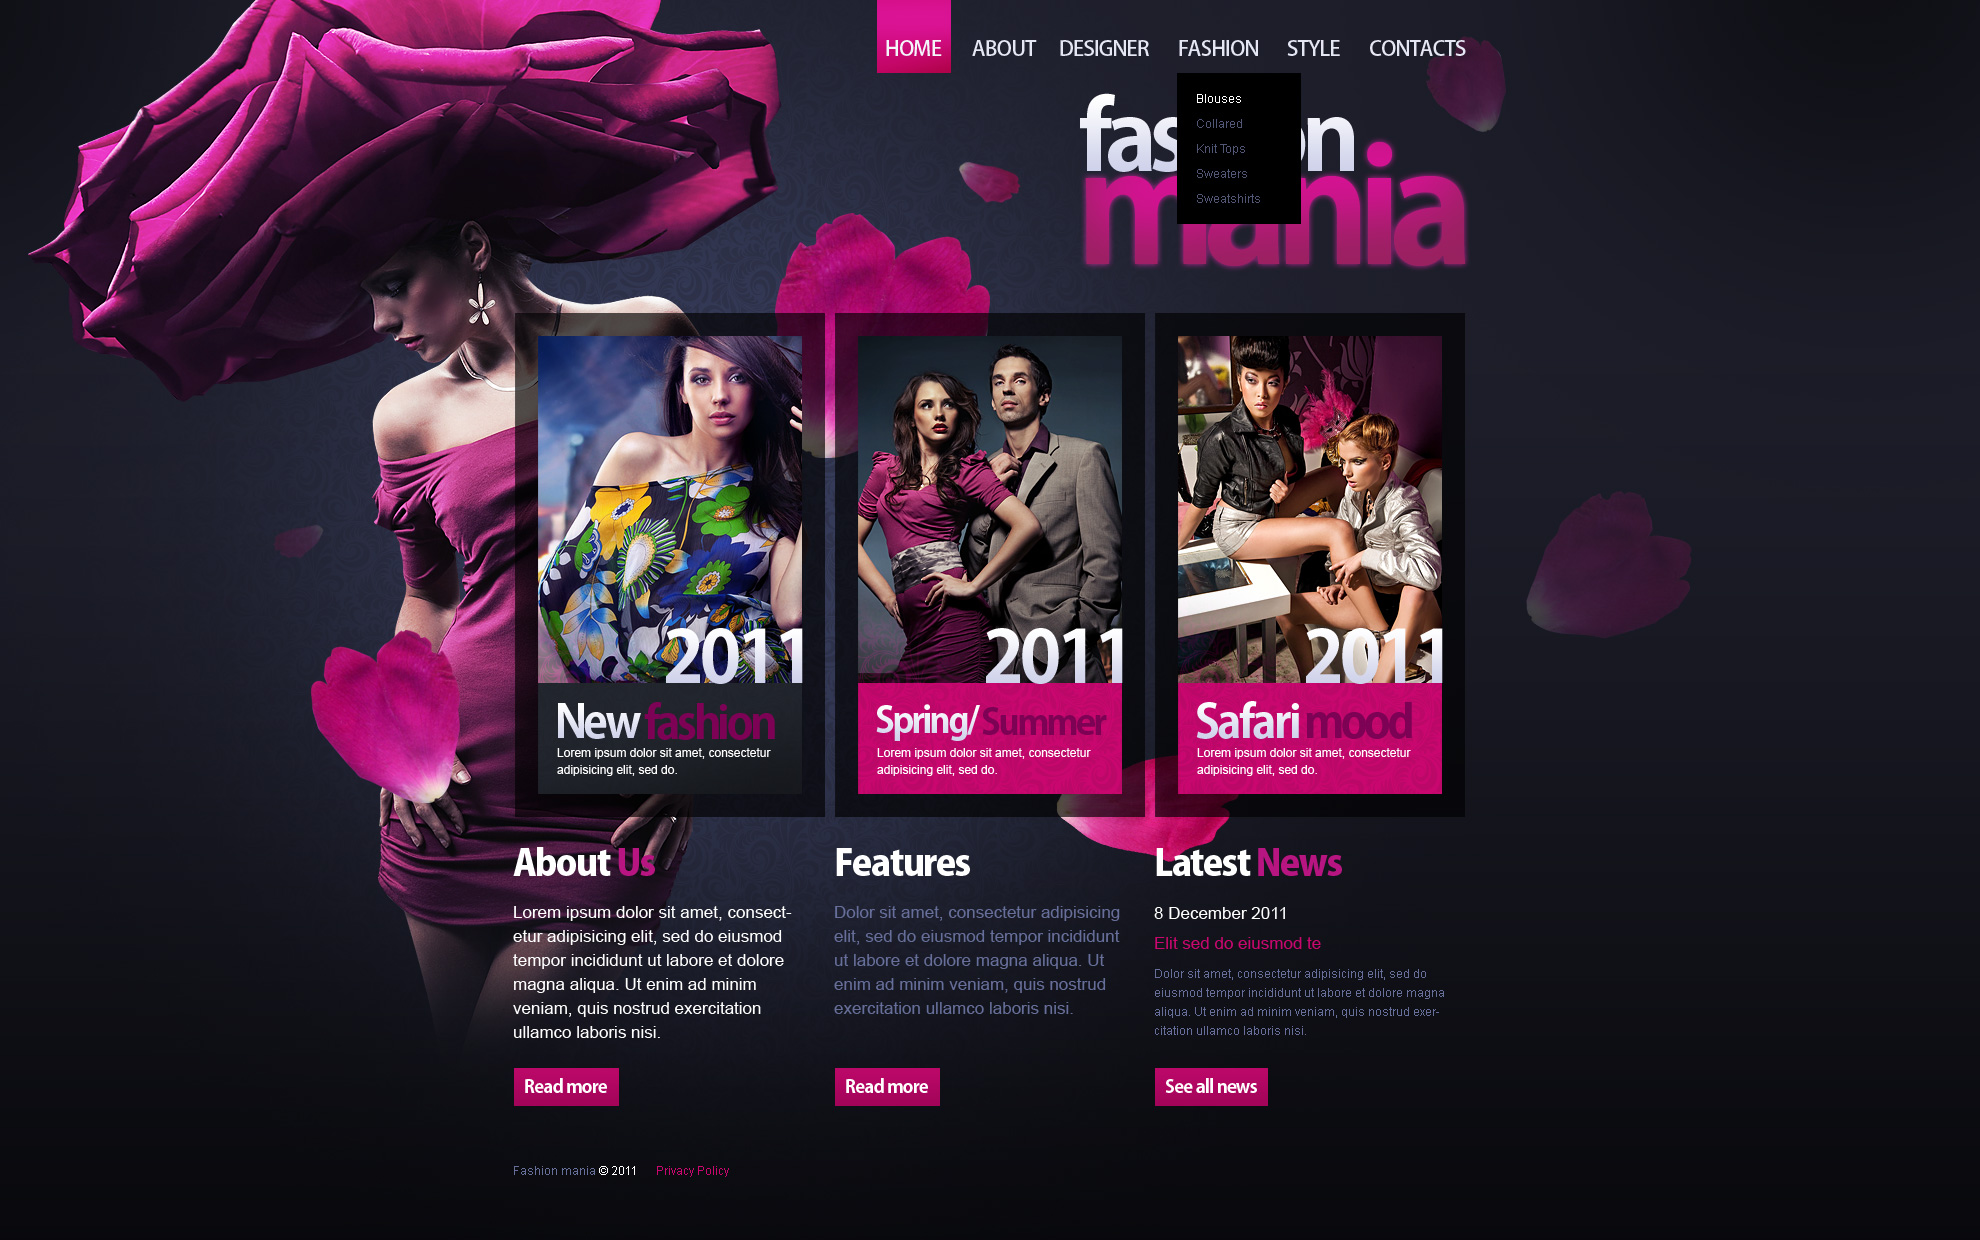 HOME ABOUT DESIGNER FASHION STYLE CONTACTS
Blouses
Collared
Knit Tops
Sweaters
Sweatshirts
mania
2011
New fashion
Lorem ipsum dolor sit amet, consectetur
adipisicing elit, sed do.
2011
Spring/ Summer
Lorem ipsum dolor sit amet, consectetur
adipisicing elit, sed do.
2011
Safari mood
Lorem ipsum dolor sit amet, consectetur
adipisicing elit, sed do.
About Us
Lorem ipsum dolor sit amet, consect-
etur adipisicing elit, sed do eiusmod
tempor incididunt ut labore et dolore
magna aliqua. Ut enim ad minim
veniam, quis nostrud exercitation
ullamco laboris nisi.
Read more
Features
Dolor sit amet, consectetur adipisicing
elit, sed do eiusmod tempor incididunt
ut labore et dolore magna aliqua. Ut
enim ad minim veniam, quis nostrud
exercitation ullamco laboris nisi.
Read more
Latest News
8 December 2011
Elit sed do eiusmod te
Dolor sit amet, consectetur adipisicing elit, sed do
eiusmod tempor incididunt ut labore et dolore magna
aliqua. Ut enim ad minim veniam, quis nostrud exer-
citation ullamco laboris nisi.
See all news
Fashion mania © 2011 Privacy Policy